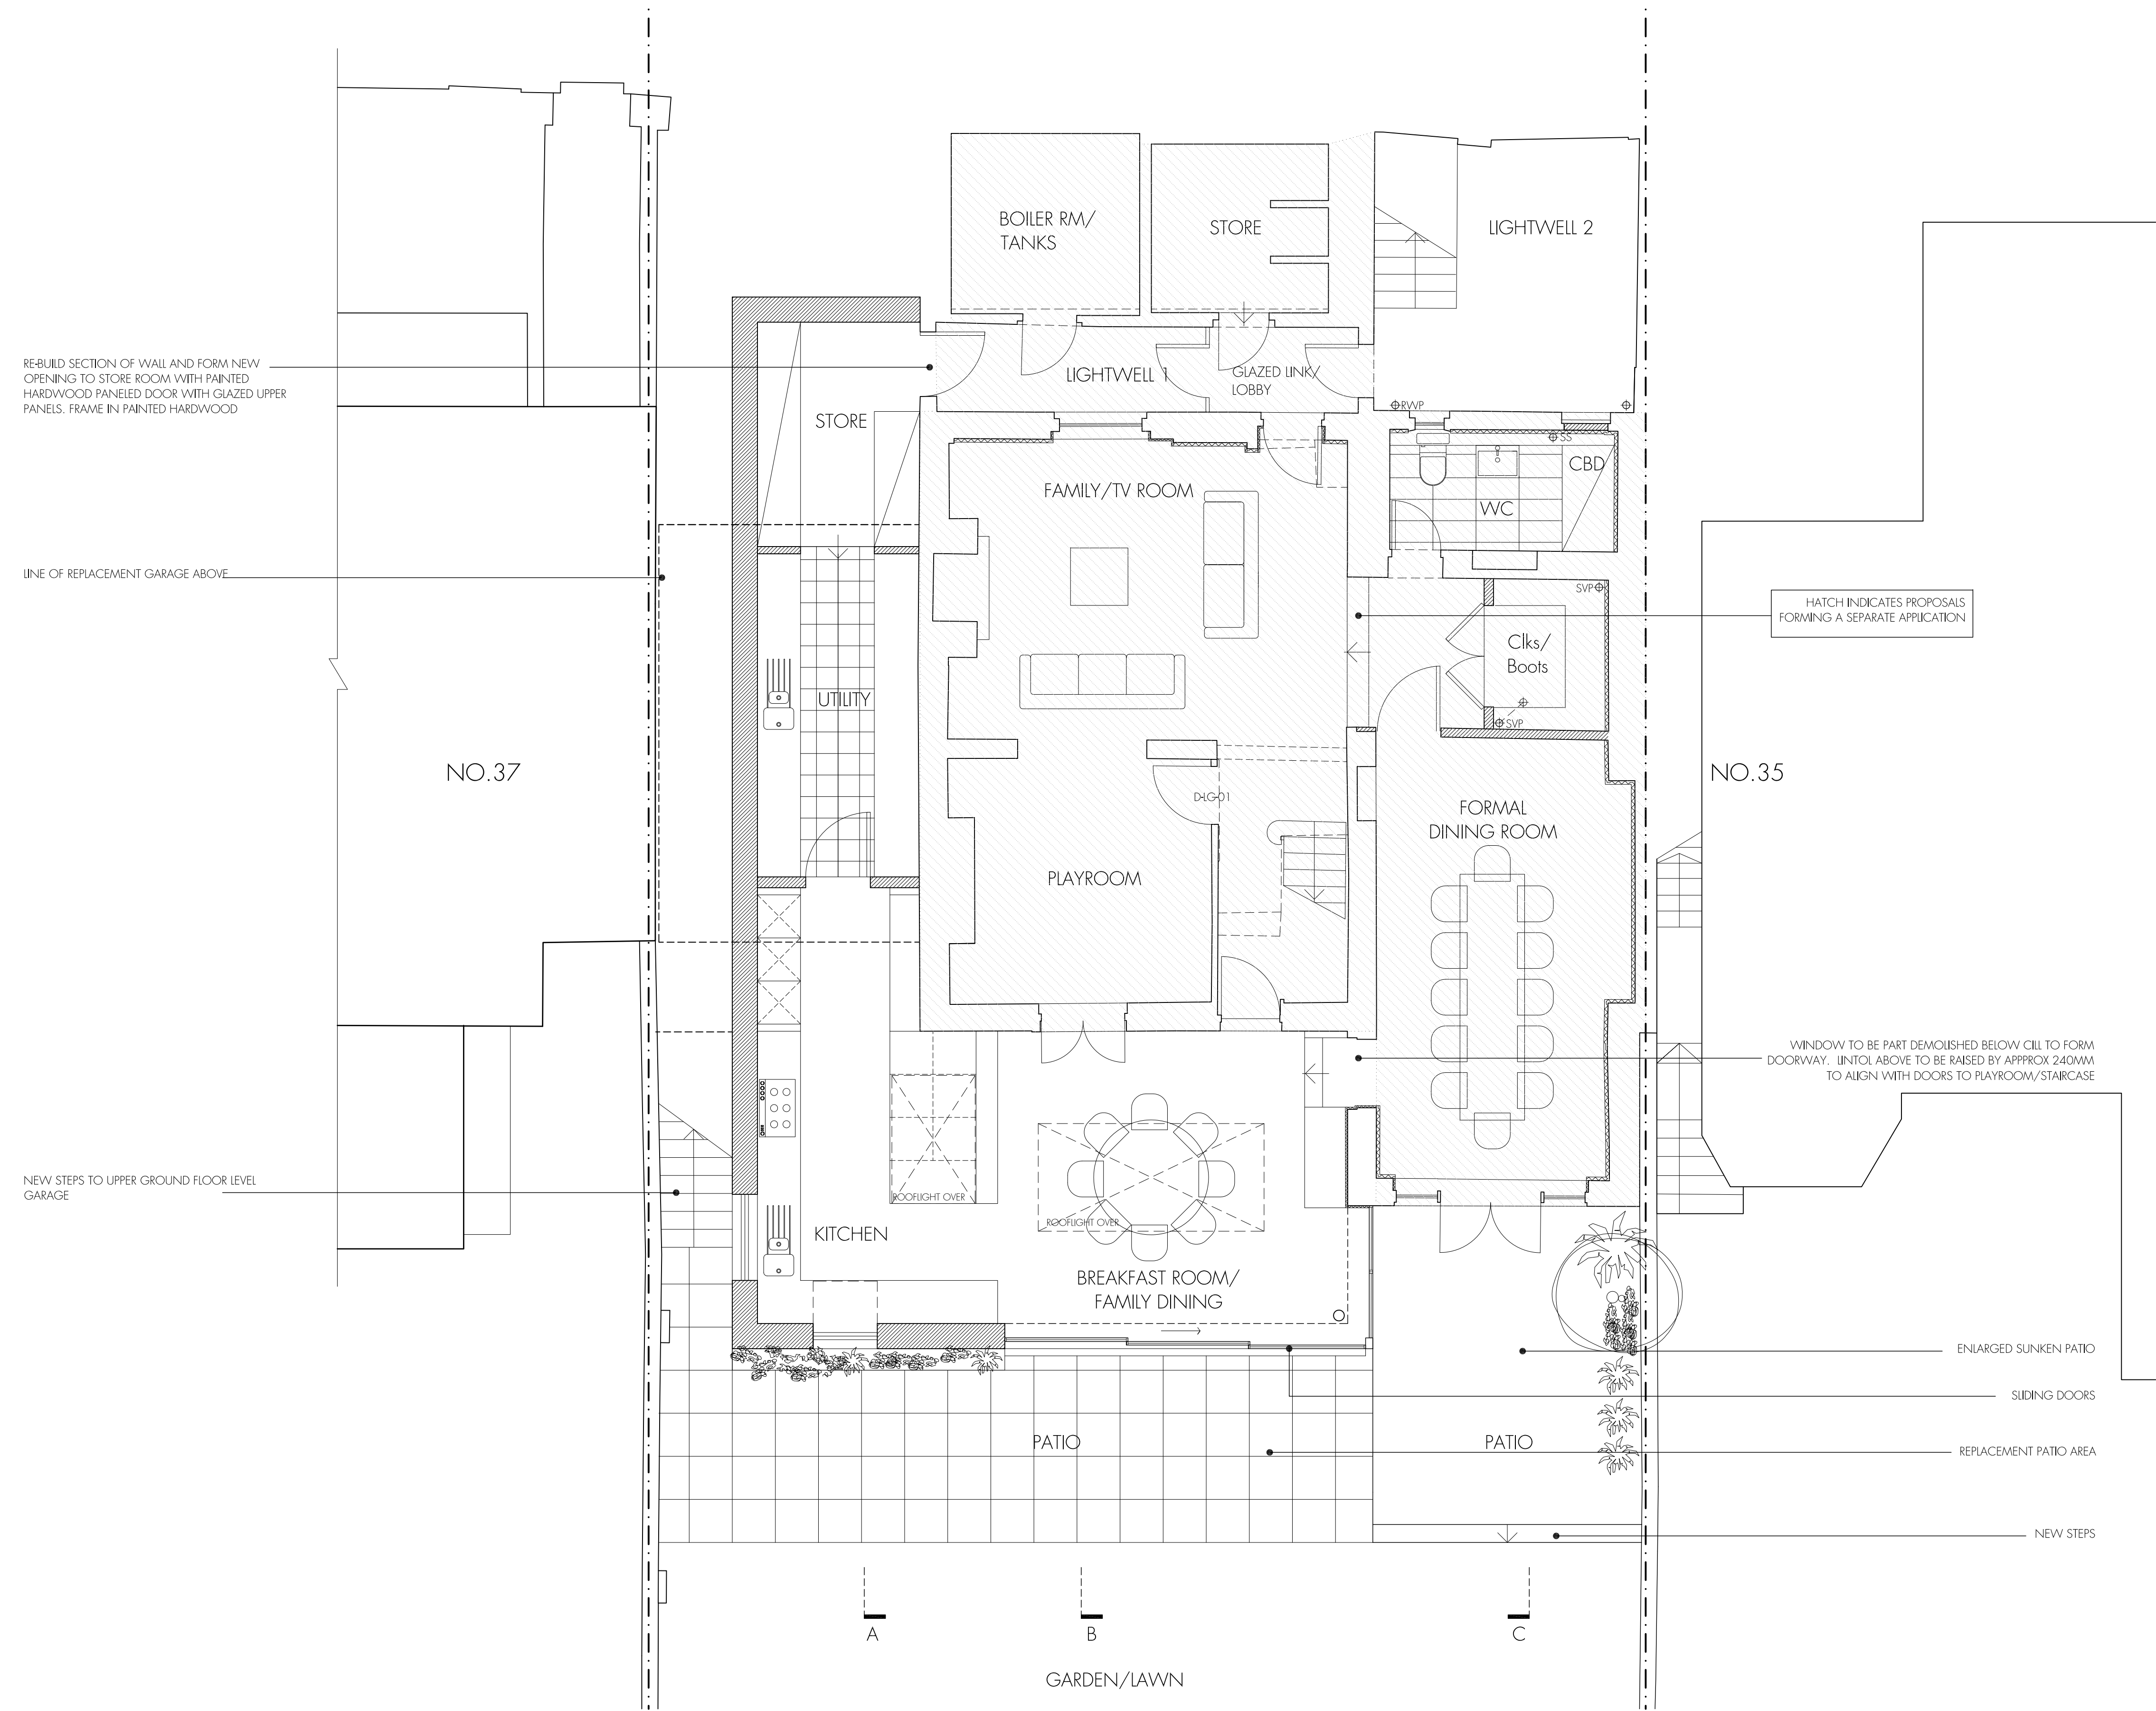 BOILER RM/
TANKS
STORE
LIGHTWELL 2
RE-BUILD SECTION OF WALL AND FORM NEW
OPENING TO STORE ROOM WITH PAINTED
HARDWOOD PANELED DOOR WITH GLAZED UPPER
PANELS. FRAME IN PAINTED HARDWOOD
LIGHTWELL 1
GLAZED LINK/
LOBBY
RWP
STORE
SS
CBD
FAMILY/TV ROOM
WC
LINE OF REPLACEMENT GARAGE ABOVE
SVP
HATCH INDICATES PROPOSALS
FORMING A SEPARATE APPLICATION
Clks/
Boots
UTILITY
SVP
NO.37
NO.35
D-LG-01
FORMAL
DINING ROOM
PLAYROOM
WINDOW TO BE PART DEMOLISHED BELOW CILL TO FORM
DOORWAY. LINTOL ABOVE TO BE RAISED BY APPPROX 240MM
TO ALIGN WITH DOORS TO PLAYROOM/STAIRCASE
NEW STEPS TO UPPER GROUND FLOOR LEVEL
GARAGE
ROOFLIGHT OVER
ROOFLIGHT OVER
KITCHEN
BREAKFAST ROOM/
FAMILY DINING
ENLARGED SUNKEN PATIO
SLIDING DOORS
PATIO
PATIO
REPLACEMENT PATIO AREA
NEW STEPS
A
B
C
GARDEN/LAWN